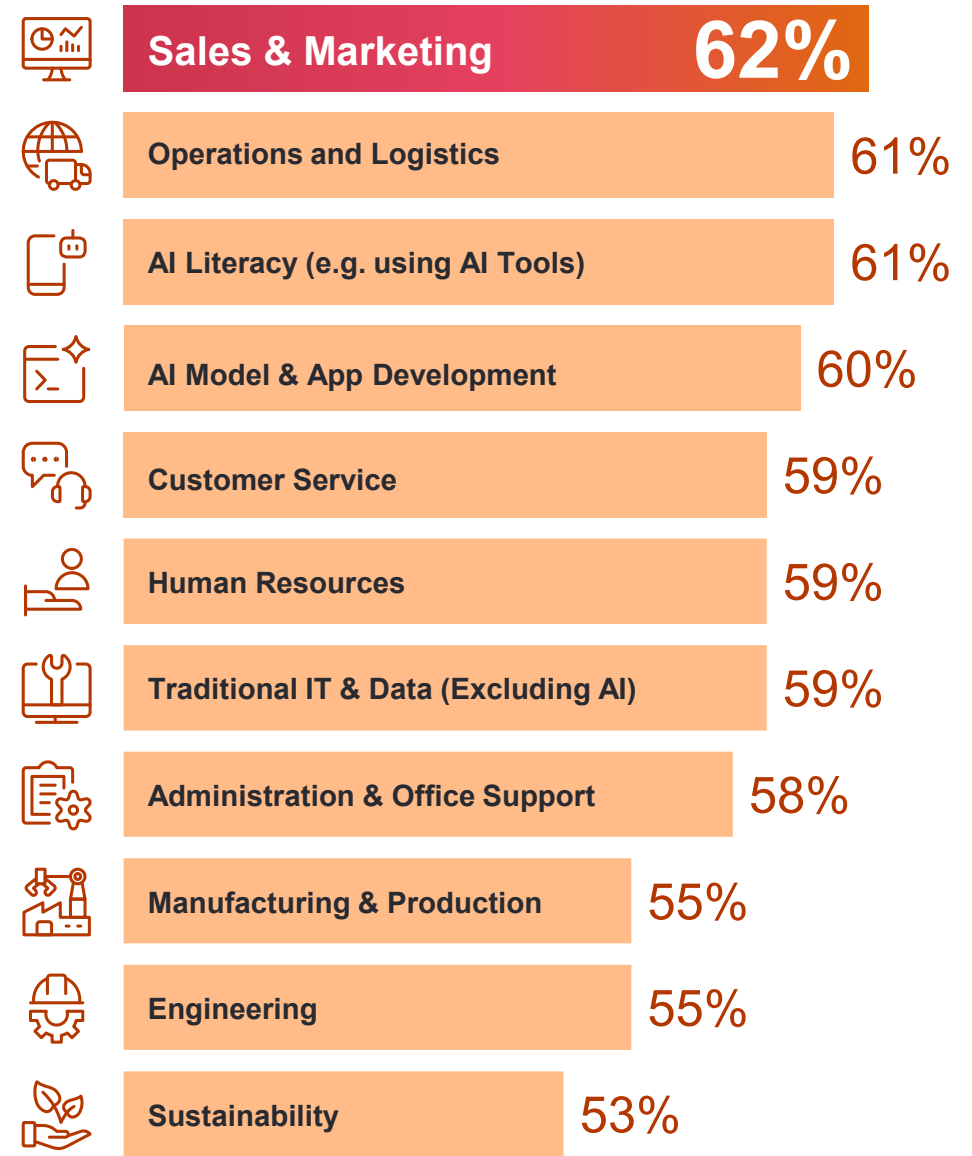 Sales & Marketing 62%
Operations and Logistics 61%
AI Literacy (e.g. using AI Tools) 61%
AI Model & App Development 60%
Customer Service 59%
Human Resources 59%
Traditional IT & Data (Excluding AI) 59%
Administration & Office Support 58%
Manufacturing & Production 55%
Engineering 55%
Sustainability 53%